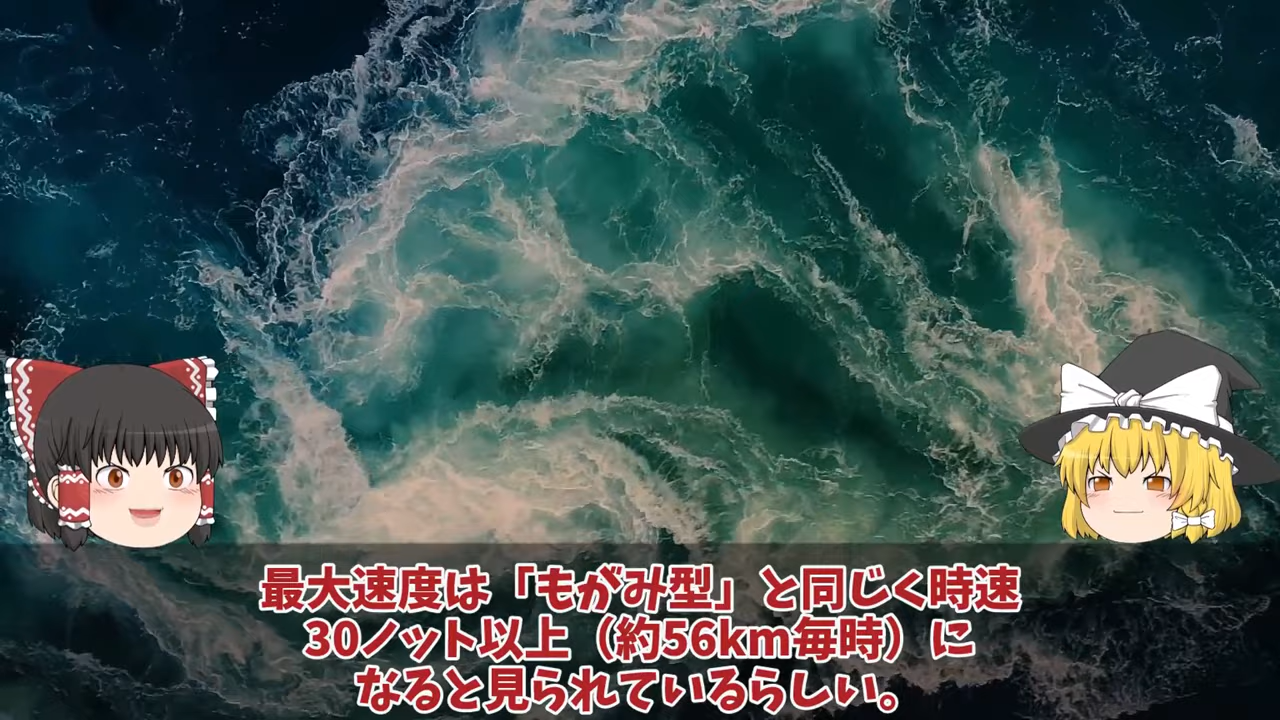 最大速度は「もがみ型」と同じく時速
30ノット以上（約56km毎時）に
なると見られているらしい。